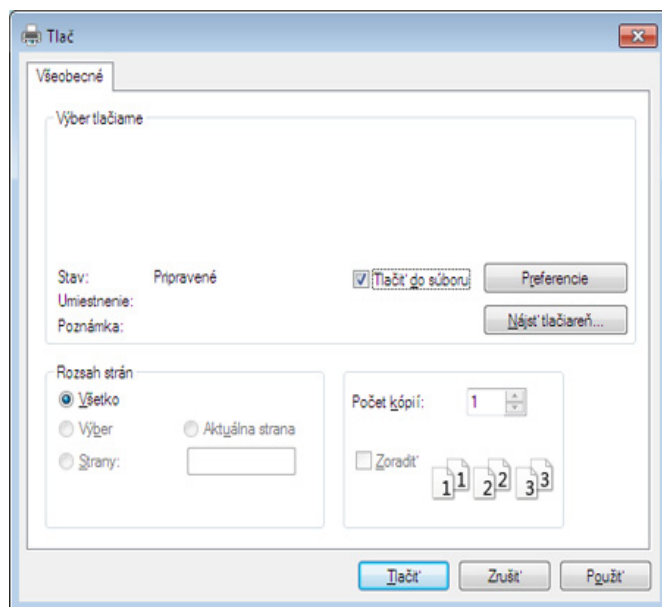 Tlač
Všeobecné
Výber tlačiarne
Stav: Pripravené
Tlačiť do súboru
Preferencie
Umiestnenie:
Poznámka:
Nájsť tlačiareň...
Rozsah strán
Všetko
Výber
Aktuálna strana
Strany:
Počet kópií: 1
Zoradiť
1 1 2 2 3 3
Tlačiť
Zrušiť
Použiť